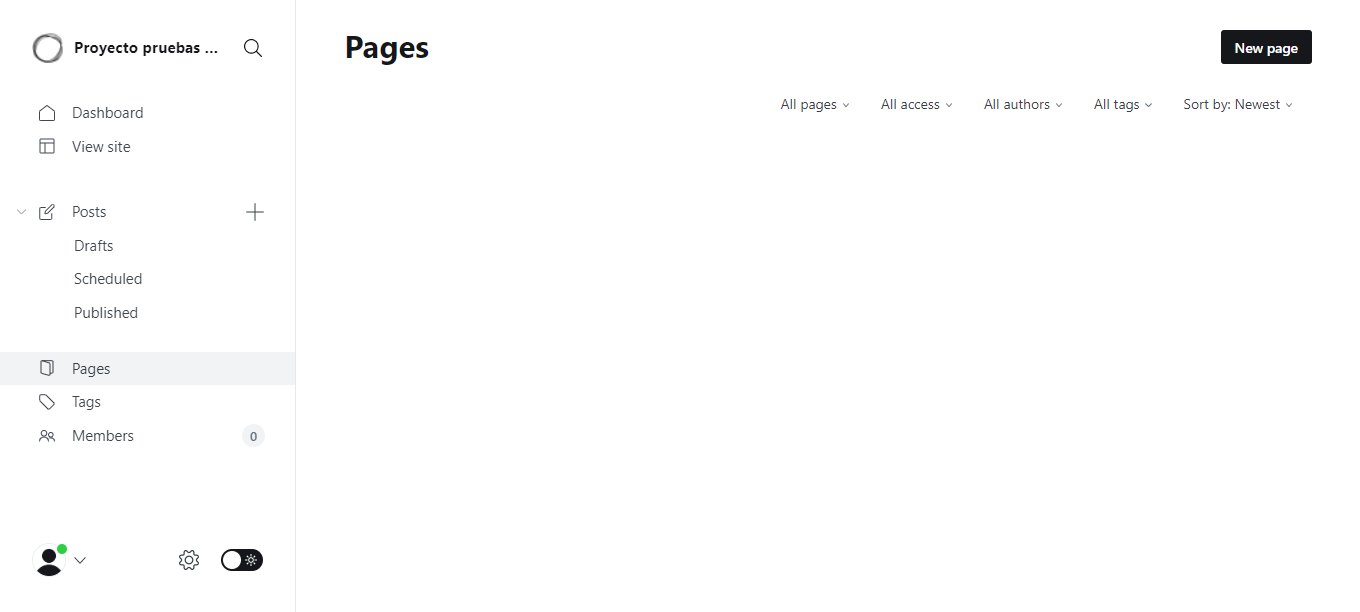 Proyecto pruebas ...
Dashboard
View site
Posts
Drafts
Scheduled
Published
Pages
Tags
Members
0
Pages
New page
All pages
All access
All authors
All tags
Sort by: Newest